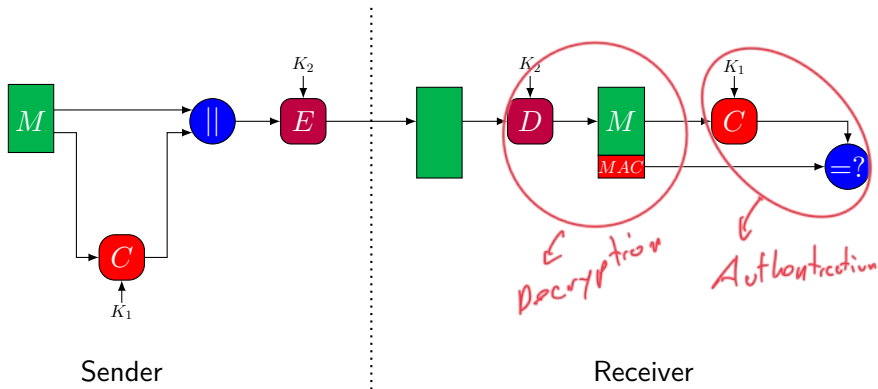 K₂ K₂ K₁
M || E D M C
MAC =?
C
K₁
Decryption Authentication
Sender Receiver